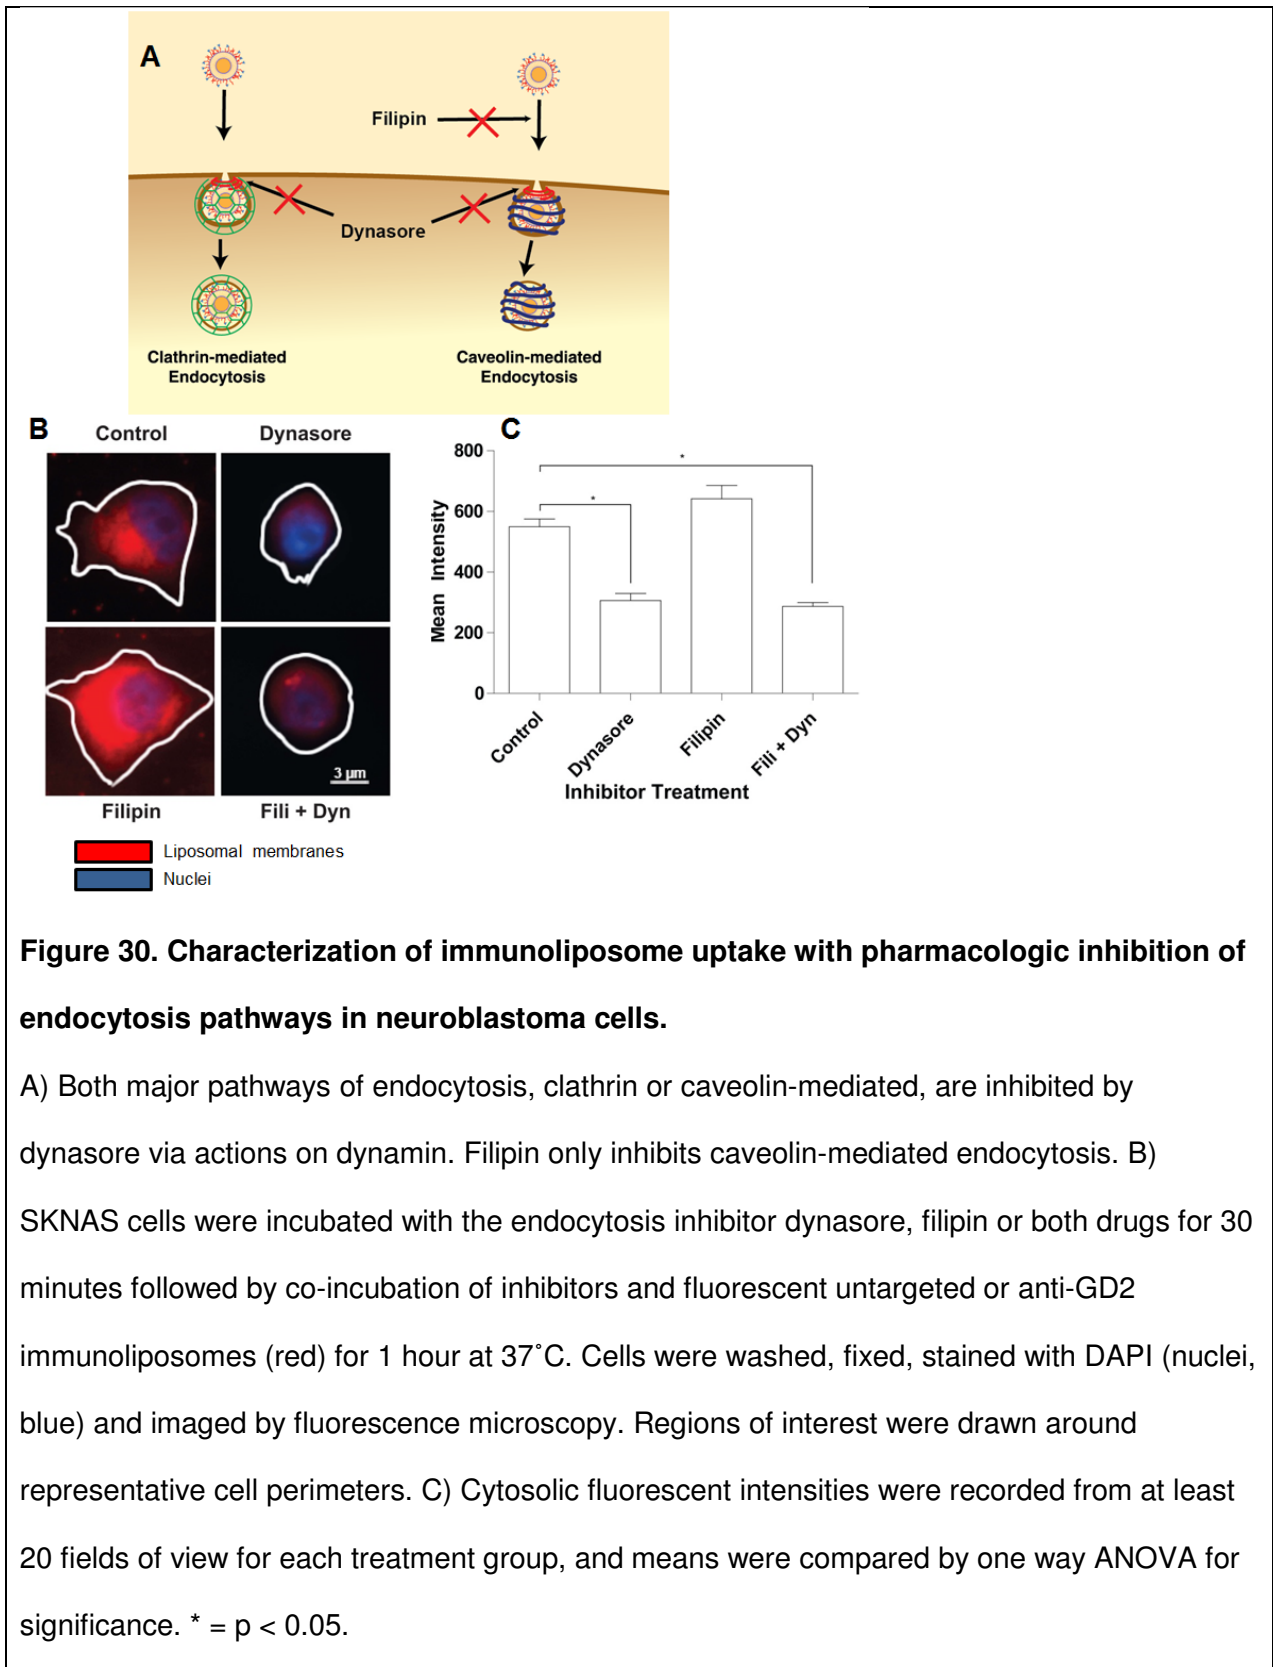 A
Filipin
Dynasore
Clathrin-mediated
Endocytosis
Caveolin-mediated
Endocytosis
B
Control
Dynasore
3 µm
Filipin
Fili + Dyn
Liposomal membranes
Nuclei
C
Mean Intensity
800
600
400
200
0
*
*
Control
Dynasore
Filipin
Fili + Dyn
Inhibitor Treatment
Figure 30. Characterization of immunoliposome uptake with pharmacologic inhibition of
endocytosis pathways in neuroblastoma cells.
A) Both major pathways of endocytosis, clathrin or caveolin-mediated, are inhibited by
dynasore via actions on dynamin. Filipin only inhibits caveolin-mediated endocytosis. B)
SKNAS cells were incubated with the endocytosis inhibitor dynasore, filipin or both drugs for 30
minutes followed by co-incubation of inhibitors and fluorescent untargeted or anti-GD2
immunoliposomes (red) for 1 hour at 37˚C. Cells were washed, fixed, stained with DAPI (nuclei,
blue) and imaged by fluorescence microscopy. Regions of interest were drawn around
representative cell perimeters. C) Cytosolic fluorescent intensities were recorded from at least
20 fields of view for each treatment group, and means were compared by one way ANOVA for
significance. * = p < 0.05.